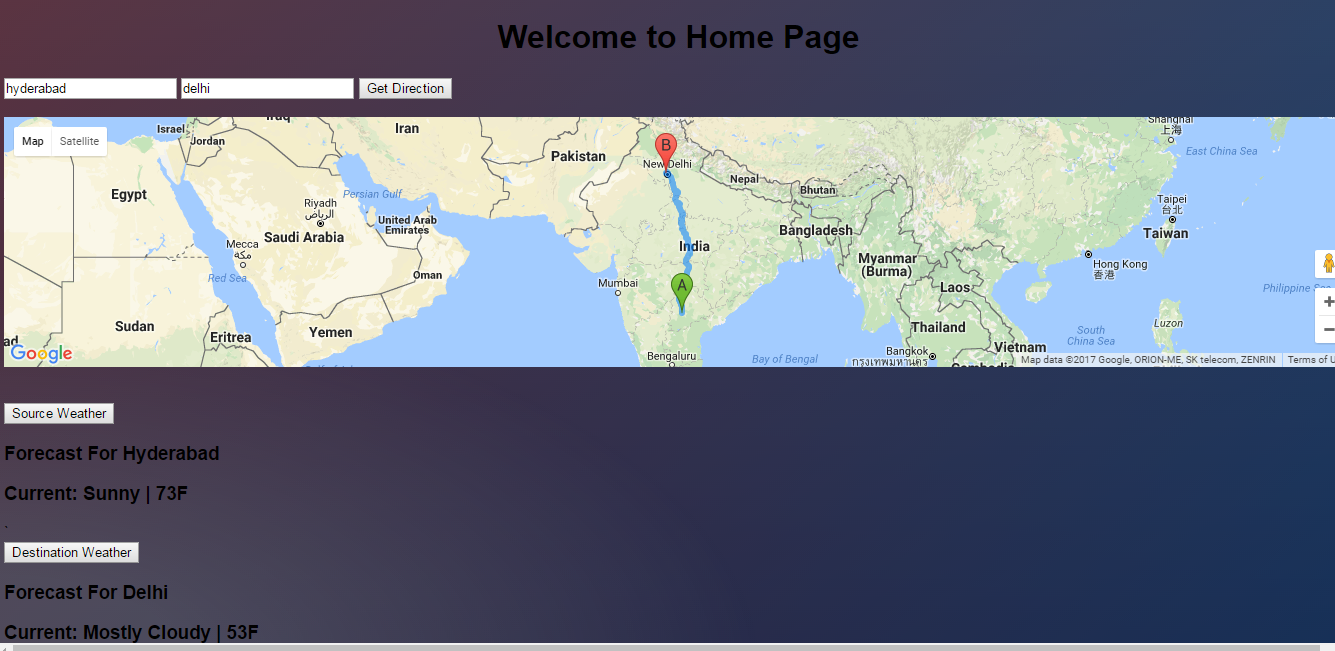 Welcome to Home Page
hyderabad
delhi
Get Direction
Map
Satellite
Israel
Jordan
Iraq
Iran
Pakistan
Egypt
Persian Gulf
Riyadh
الرياض
Saudi Arabia
United Arab
Emirates
Mecca
مكة
Red Sea
Oman
Sudan
Eritrea
Yemen
B
New Delhi
Nepal
Bhutan
Bangladesh
India
Mumbai
A
Bengaluru
Bay of Bengal
Myanmar
(Burma)
Laos
Thailand
Bangkok
กรุงเทพมหานคร
Vietnam
Cambodia
Shanghai
上海
East China Sea
Taipei
台北
Taiwan
Hong Kong
香港
Philippine Se
South
China Sea
Luzon
Google
Map data ©2017 Google, ORION-ME, SK telecom, ZENRIN
Terms of U
Source Weather
Forecast For Hyderabad
Current: Sunny | 73F
.
Destination Weather
Forecast For Delhi
Current: Mostly Cloudy | 53F